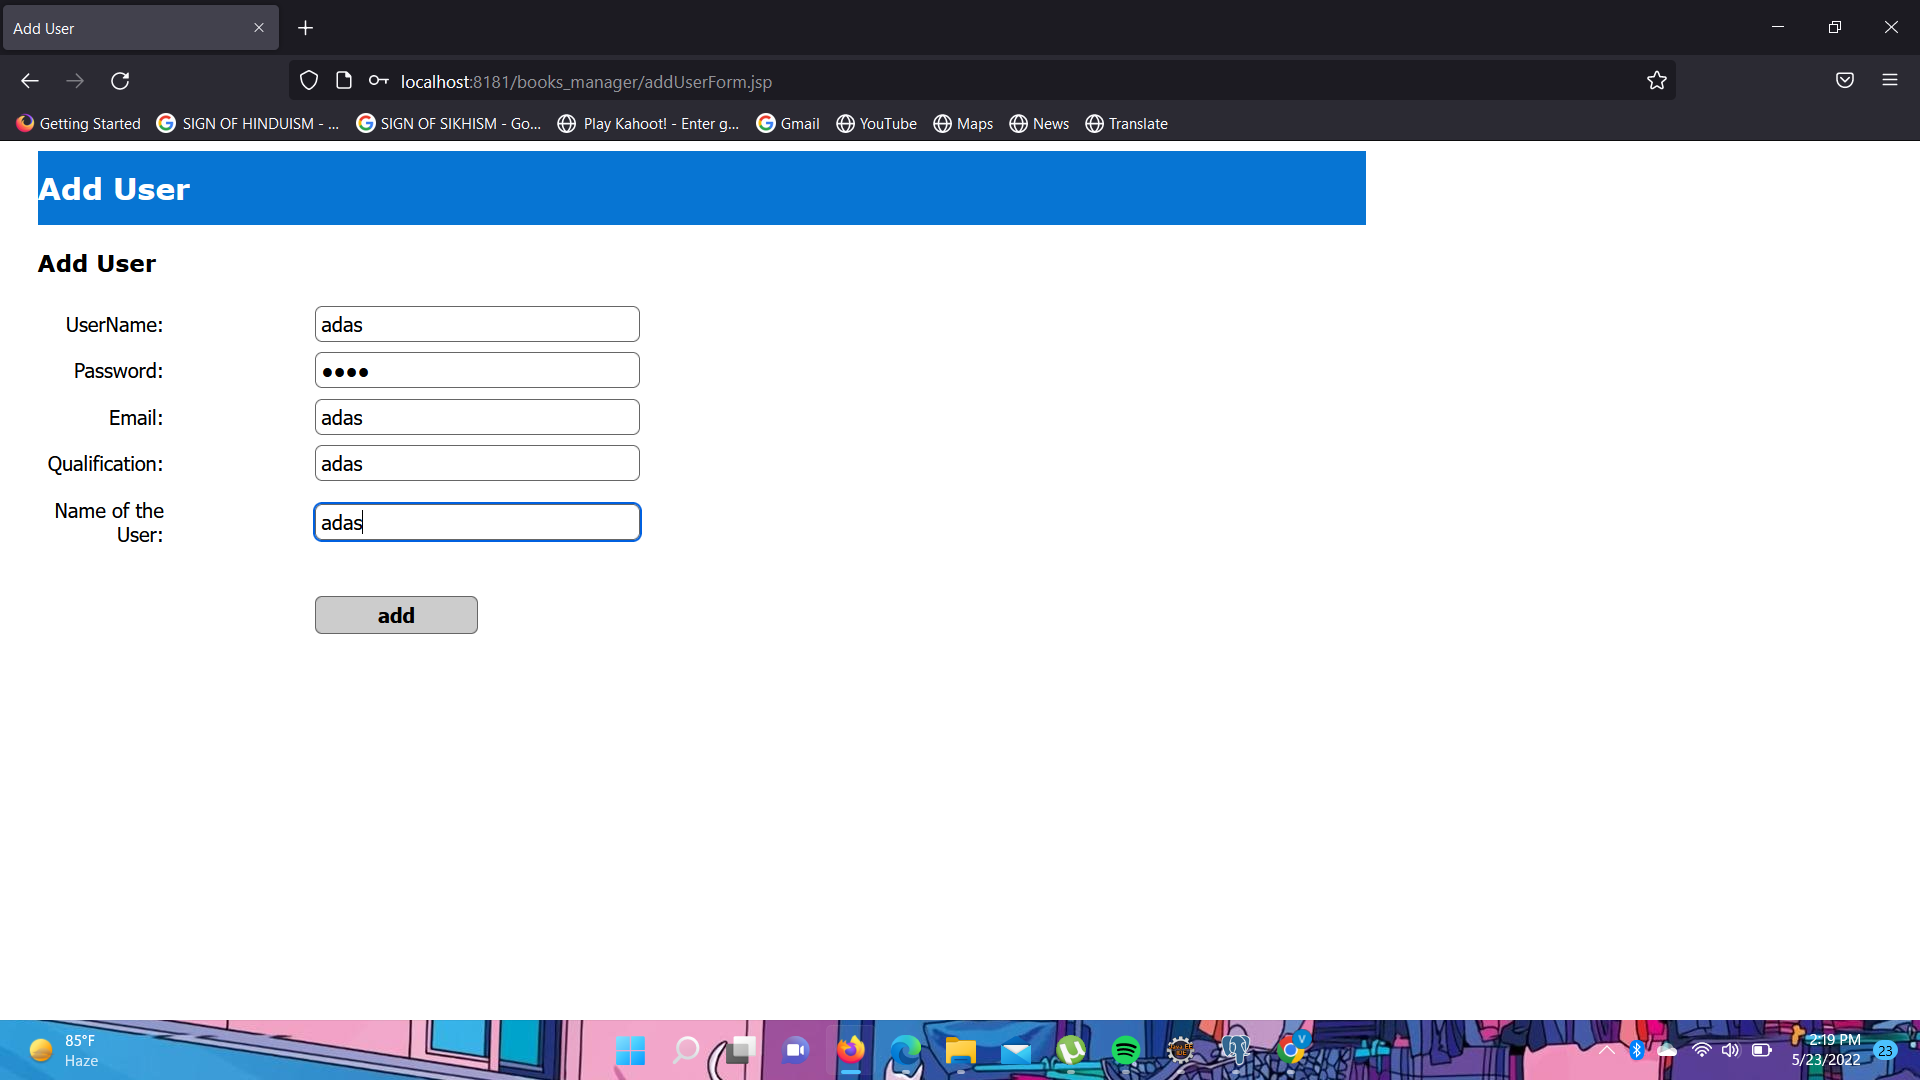 Add User
localhost:8181/books_manager/addUserForm.jsp
Getting Started
SIGN OF HINDUISM - ...
SIGN OF SIKHISM - Go...
Play Kahoot! - Enter g...
Gmail
YouTube
Maps
News
Translate
Add User
Add User
UserName: adas
Password: ••••
Email: adas
Qualification: adas
Name of the
User: adas
add
85°F
Haze
2:19 PM
5/23/2022
23